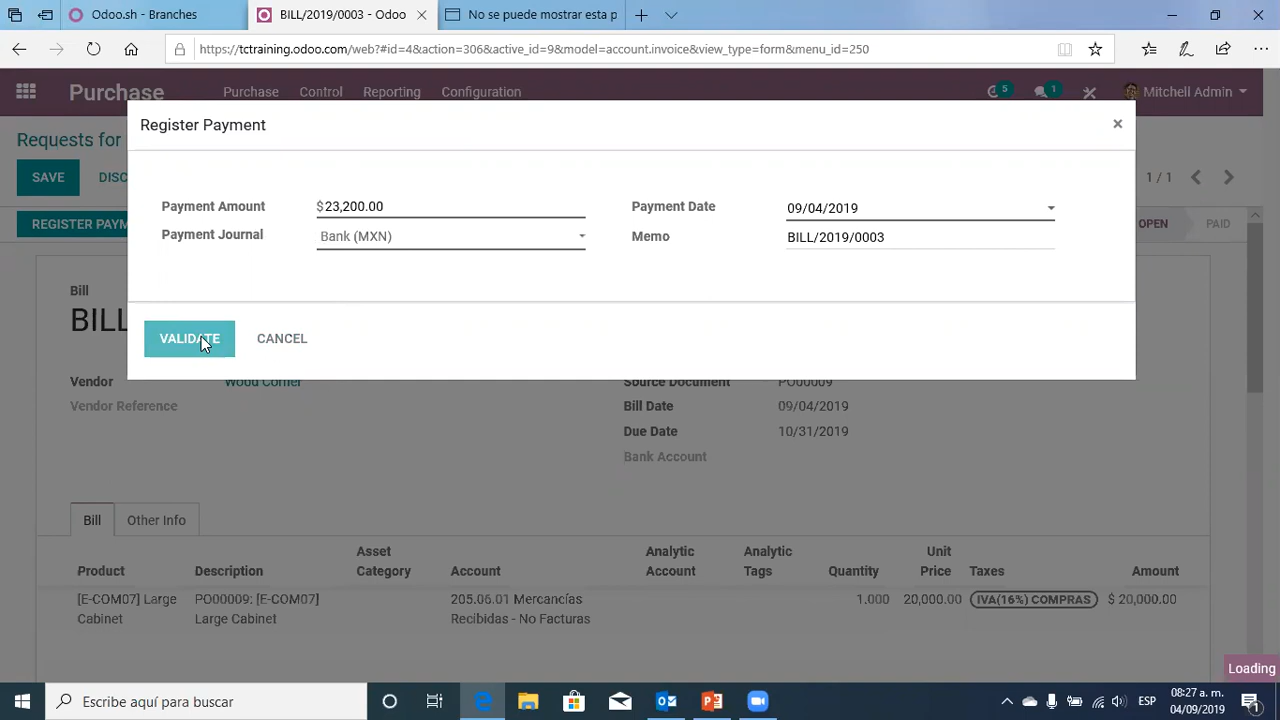 Odoo.sh - Branches
BILL/2019/0003 - Odoo
No se puede mostrar esta p
https://tctraining.odoo.com/web?#id=4&action=306&active_id=9&model=account.invoice&view_type=form&menu_id=250
Purchase
Purchase Control Reporting Configuration
5 1 Mitchell Admin
Requests for
SAVE DISC
1 / 1
REGISTER PAYM
OPEN PAID
Register Payment ×
Payment Amount $23,200.00
Payment Date 09/04/2019
Payment Journal Bank (MXN)
Memo BILL/2019/0003
VALIDATE CANCEL
Bill
BILL
Vendor Wood Corner
Source Document PO00009
Vendor Reference
Bill Date 09/04/2019
Due Date 10/31/2019
Bank Account
Bill Other Info
Product Description Asset Category Account Analytic Account Analytic Tags Quantity Unit Price Taxes Amount
[E-COM07] Large PO00009: [E-COM07] 205.06.01 Mercancías 1.000 20,000.00 IVA(16%) COMPRAS $ 20,000.00
Cabinet Large Cabinet Recibidas - No Facturas
Loading
Escribe aquí para buscar
ESP
08:27 a. m.
04/09/2019
1